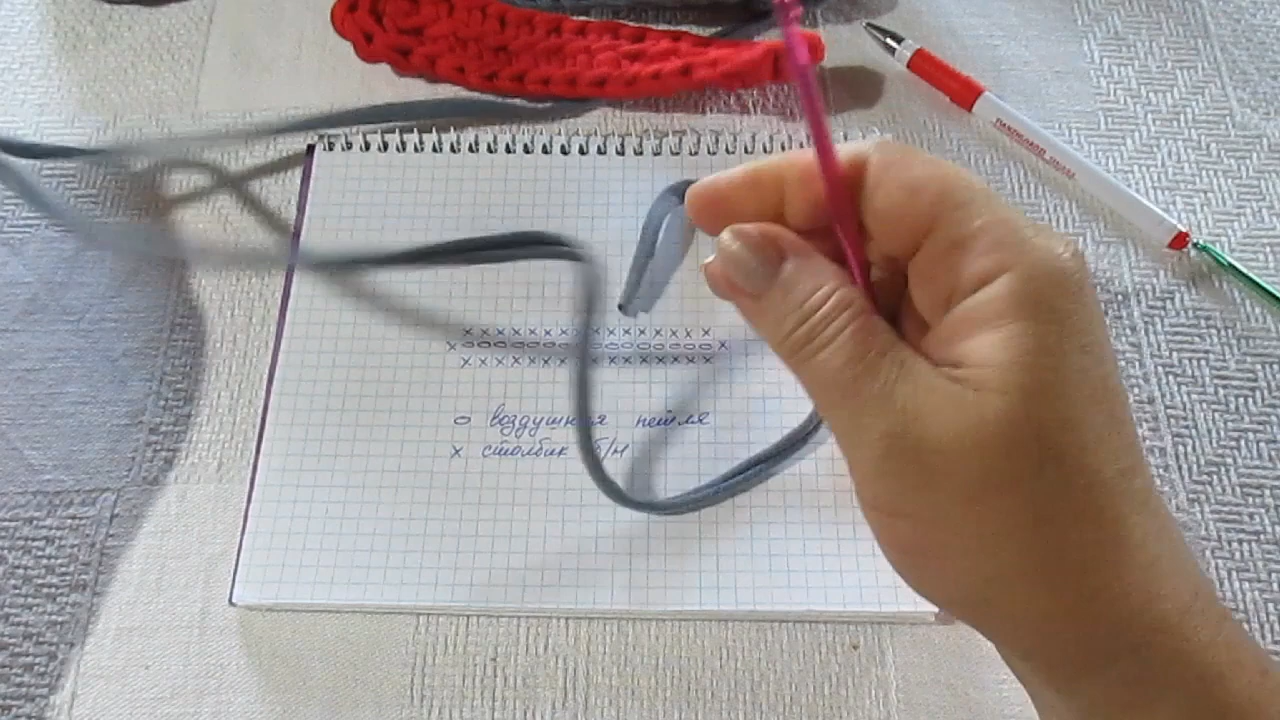 о воздушная петля
х столбик б/н